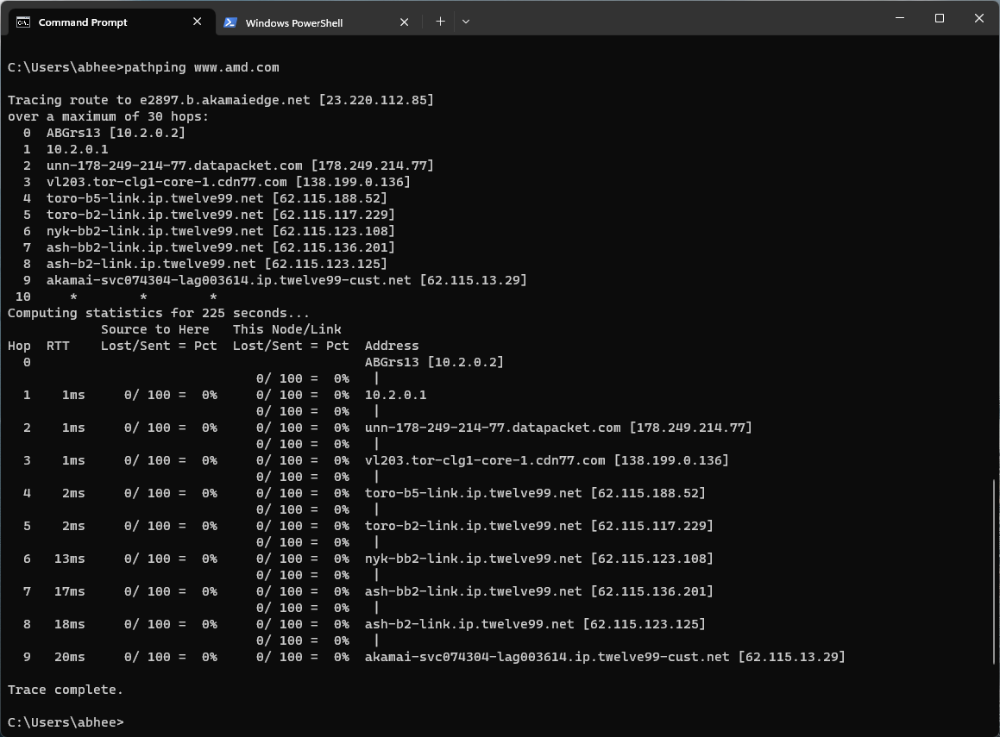 Command Prompt
Windows PowerShell
C:\Users\abhee>pathping www.amd.com
Tracing route to e2897.b.akamaiedge.net [23.220.112.85]
over a maximum of 30 hops:
  0  ABGrs13 [10.2.0.2]
  1  10.2.0.1
  2  unn-178-249-214-77.datapacket.com [178.249.214.77]
  3  vl203.tor-clg1-core-1.cdn77.com [138.199.0.136]
  4  toro-b5-link.ip.twelve99.net [62.115.188.52]
  5  toro-b2-link.ip.twelve99.net [62.115.117.229]
  6  nyk-bb2-link.ip.twelve99.net [62.115.123.108]
  7  ash-bb2-link.ip.twelve99.net [62.115.136.201]
  8  ash-b2-link.ip.twelve99.net [62.115.123.125]
  9  akamai-svc074304-lag003614.ip.twelve99-cust.net [62.115.13.29]
 10     *        *        *
Computing statistics for 225 seconds...
            Source to Here   This Node/Link
Hop  RTT    Lost/Sent = Pct  Lost/Sent = Pct  Address
  0                                           ABGrs13 [10.2.0.2]
                                0/ 100 =  0%   |
  1    1ms     0/ 100 =  0%     0/ 100 =  0%  10.2.0.1
                                0/ 100 =  0%   |
  2    1ms     0/ 100 =  0%     0/ 100 =  0%  unn-178-249-214-77.datapacket.com [178.249.214.77]
                                0/ 100 =  0%   |
  3    1ms     0/ 100 =  0%     0/ 100 =  0%  vl203.tor-clg1-core-1.cdn77.com [138.199.0.136]
                                0/ 100 =  0%   |
  4    2ms     0/ 100 =  0%     0/ 100 =  0%  toro-b5-link.ip.twelve99.net [62.115.188.52]
                                0/ 100 =  0%   |
  5    2ms     0/ 100 =  0%     0/ 100 =  0%  toro-b2-link.ip.twelve99.net [62.115.117.229]
                                0/ 100 =  0%   |
  6   13ms     0/ 100 =  0%     0/ 100 =  0%  nyk-bb2-link.ip.twelve99.net [62.115.123.108]
                                0/ 100 =  0%   |
  7   17ms     0/ 100 =  0%     0/ 100 =  0%  ash-bb2-link.ip.twelve99.net [62.115.136.201]
                                0/ 100 =  0%   |
  8   18ms     0/ 100 =  0%     0/ 100 =  0%  ash-b2-link.ip.twelve99.net [62.115.123.125]
                                0/ 100 =  0%   |
  9   20ms     0/ 100 =  0%     0/ 100 =  0%  akamai-svc074304-lag003614.ip.twelve99-cust.net [62.115.13.29]
Trace complete.
C:\Users\abhee>